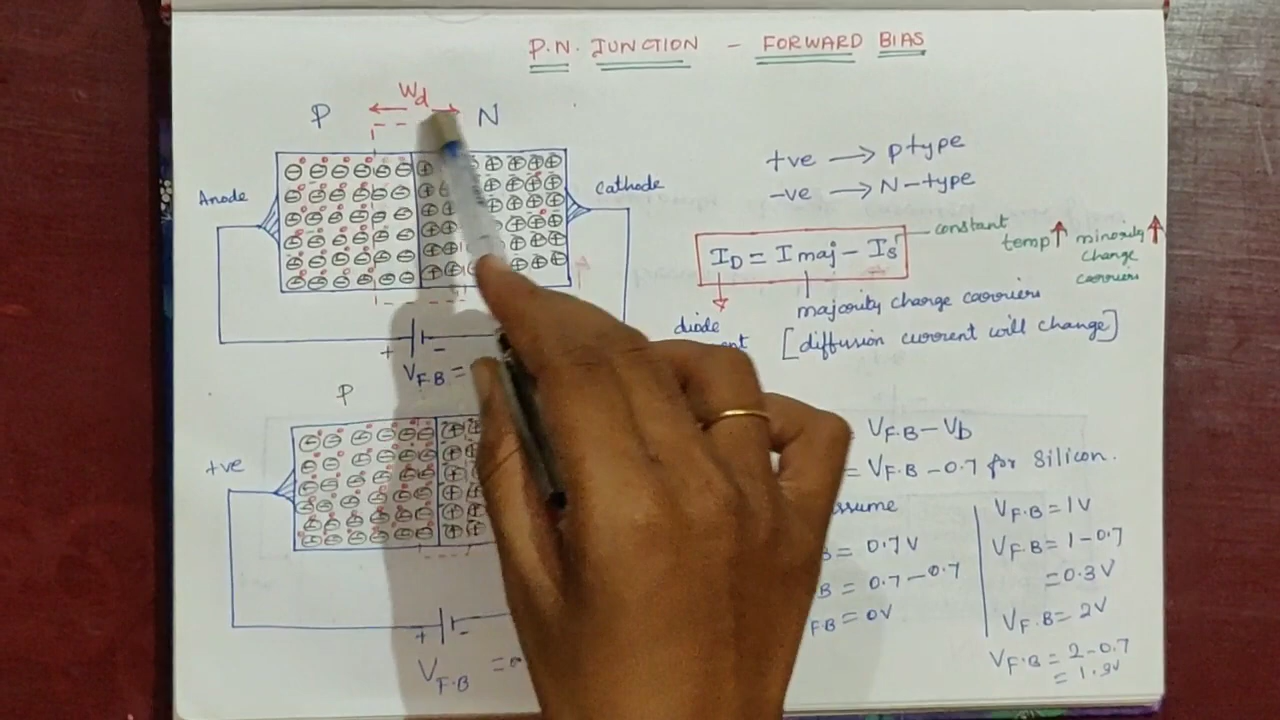 P.N. JUNCTION - FORWARD BIAS
Wd
P N
Anode Cathode
+ -
VF.B. =
+ve → ptype
-ve → N-type
ID = Imaj - Is
constant
temp↑ minority↑
charge
carriers
majority charge carriers
diode
[diffusion current will change]
P
+ve
+ -
VF.B =
VF.B - Vb
= VF.B - 0.7 for Silicon.
B = 0.7V
B = 0.7-0.7
FB = 0V
VF.B = 1V
VF.B = 1-0.7
= 0.3V
VF.B = 2V
VF.B = 2-0.7
= 1.3V